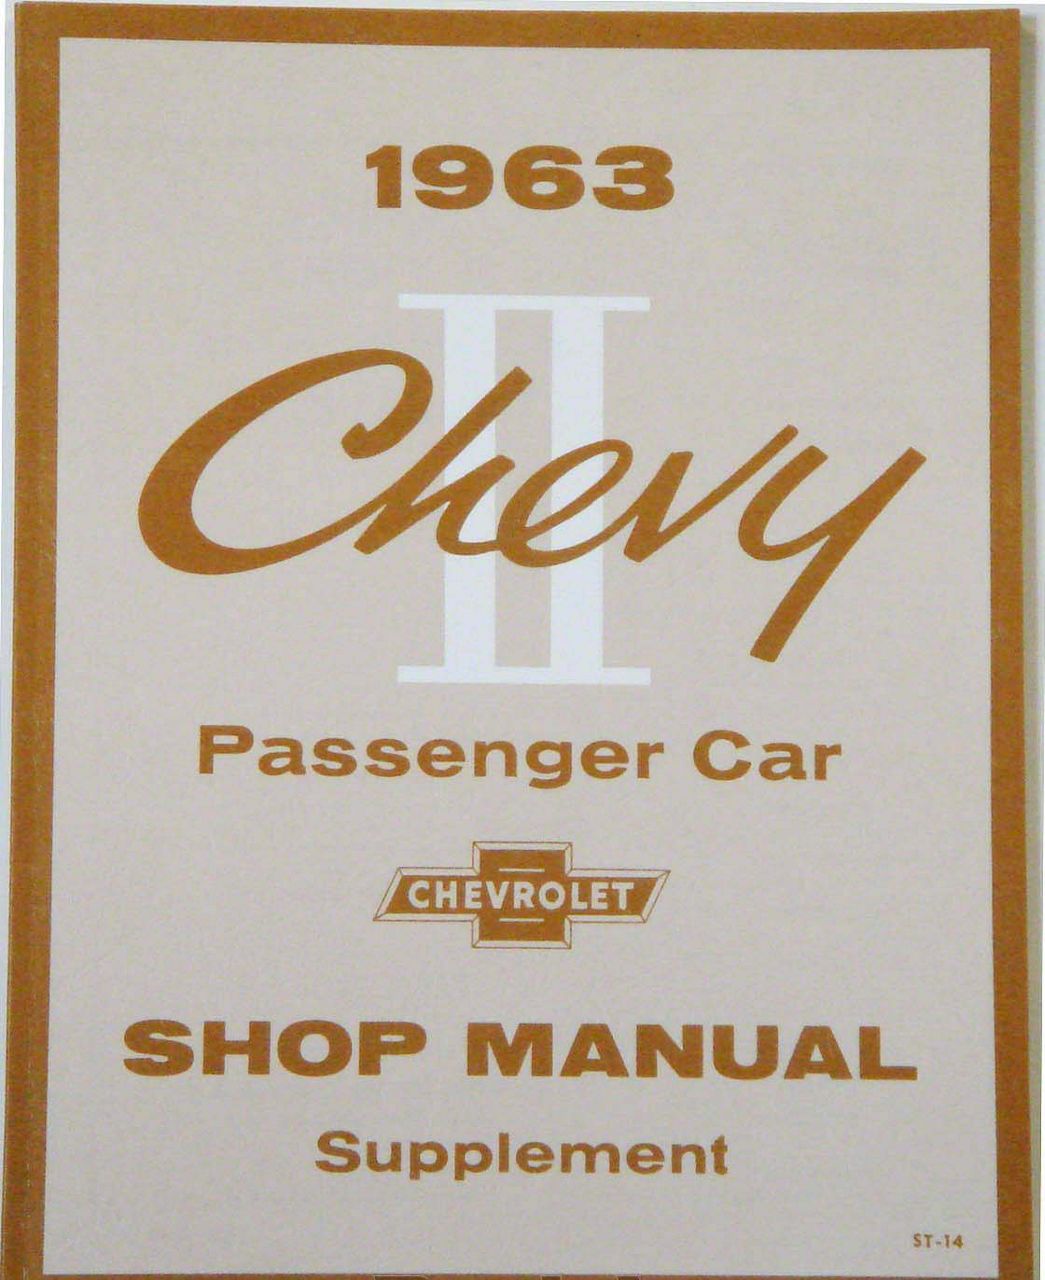 1963
II
Chevy
Passenger Car
CHEVROLET
SHOP MANUAL
Supplement
ST-14